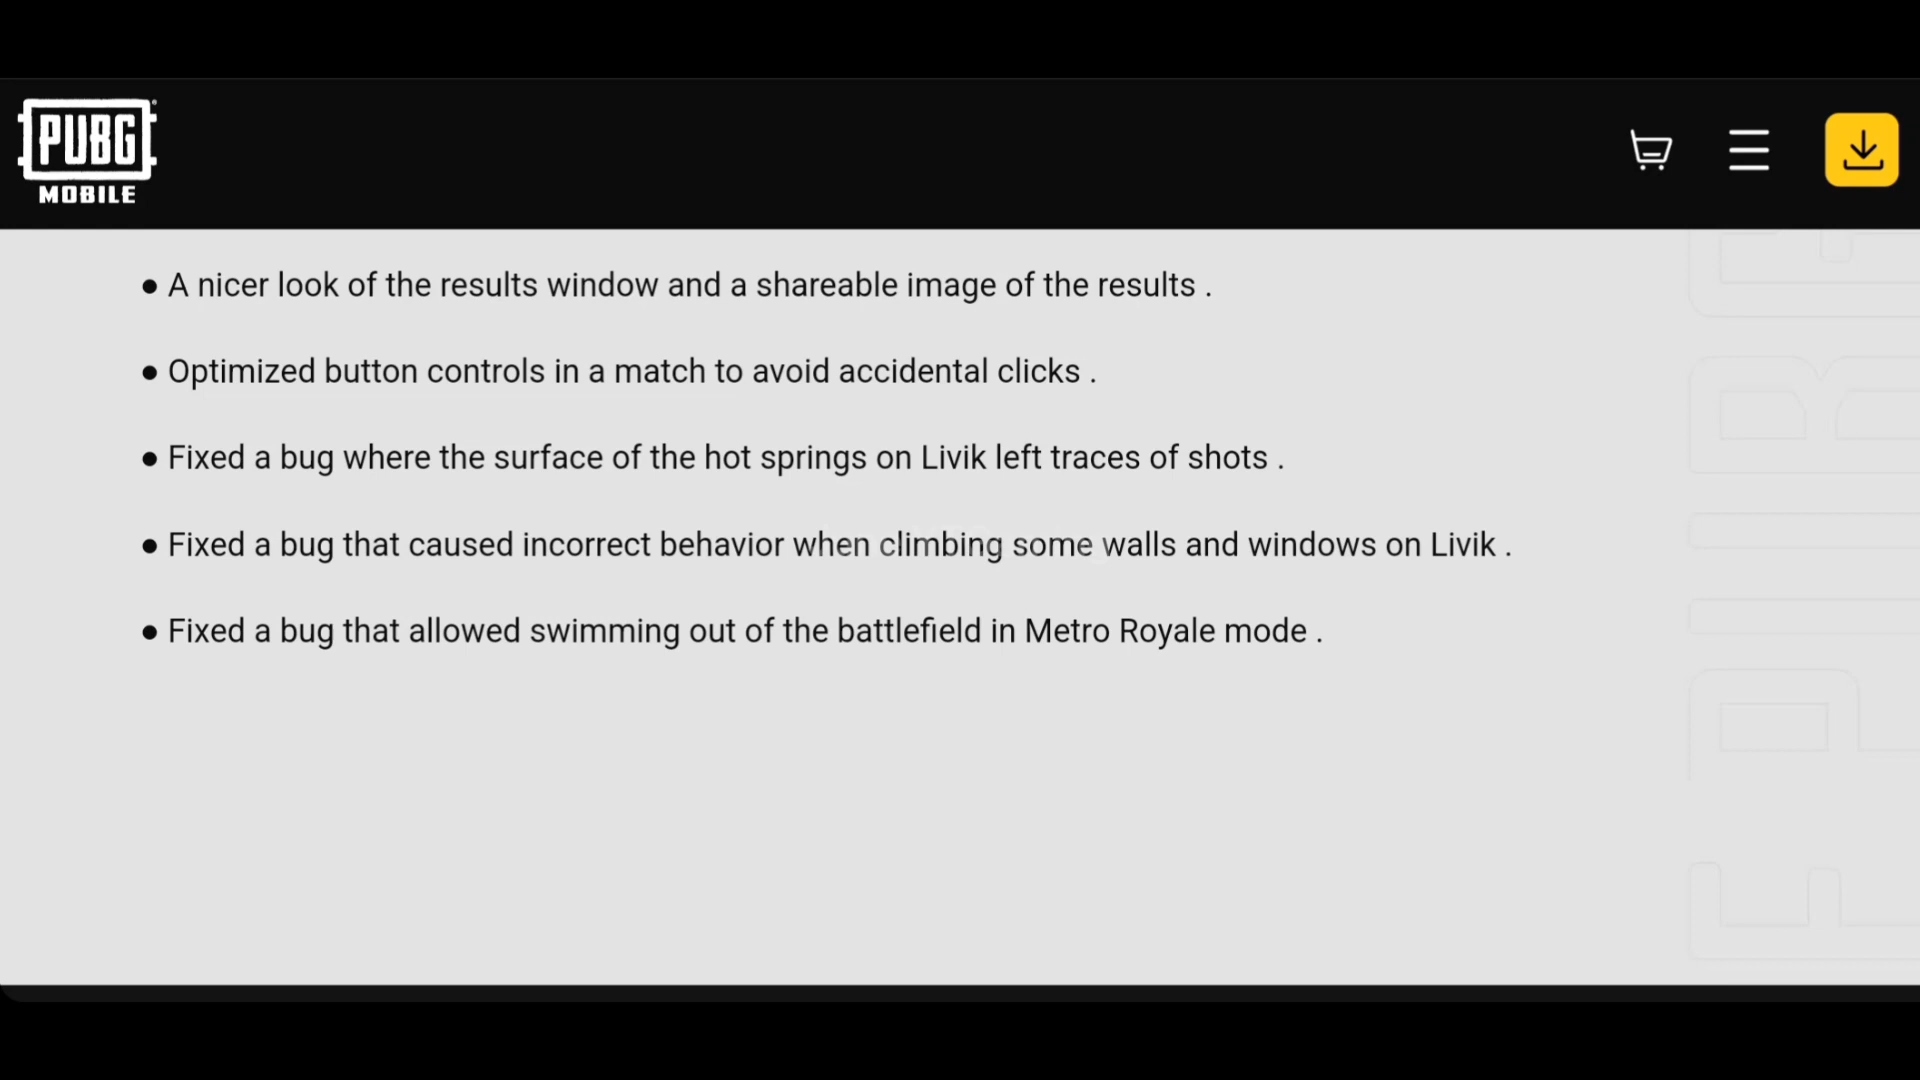 PUBG
MOBILE
● A nicer look of the results window and a shareable image of the results .
● Optimized button controls in a match to avoid accidental clicks .
● Fixed a bug where the surface of the hot springs on Livik left traces of shots .
● Fixed a bug that caused incorrect behavior when climbing some walls and windows on Livik .
● Fixed a bug that allowed swimming out of the battlefield in Metro Royale mode .